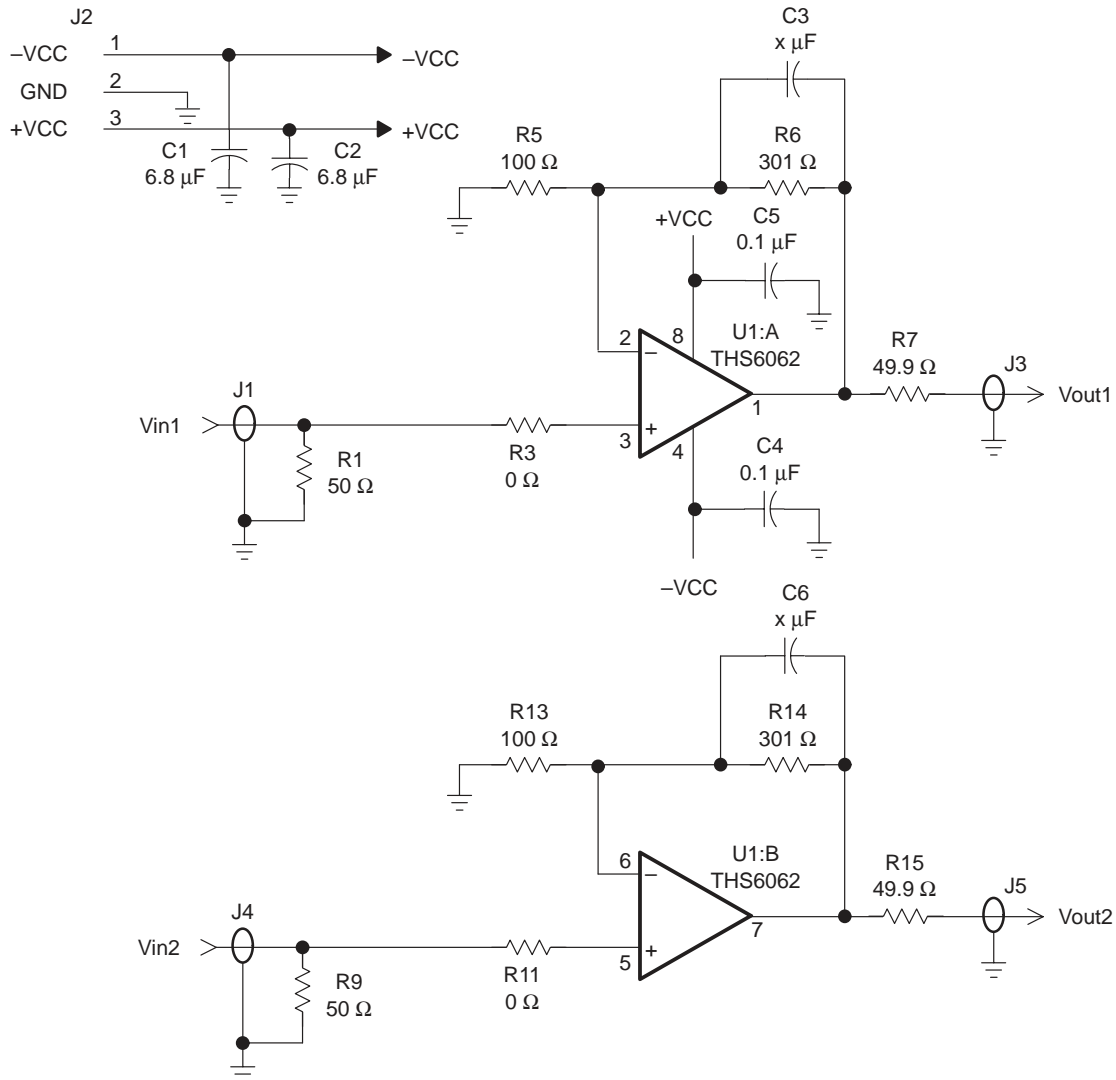 J2
–VCC
1
–VCC
GND
2
+VCC
3
+VCC
C1
6.8 µF
C2
6.8 µF
C3
x µF
R5
100 Ω
R6
301 Ω
+VCC
C5
0.1 µF
2
–
8
U1:A
THS6062
1
R7
49.9 Ω
J3
Vout1
J1
Vin1
R1
50 Ω
R3
0 Ω
3
+
4
C4
0.1 µF
–VCC
C6
x µF
R13
100 Ω
R14
301 Ω
6
–
U1:B
THS6062
7
R15
49.9 Ω
J5
Vout2
J4
Vin2
R9
50 Ω
R11
0 Ω
5
+